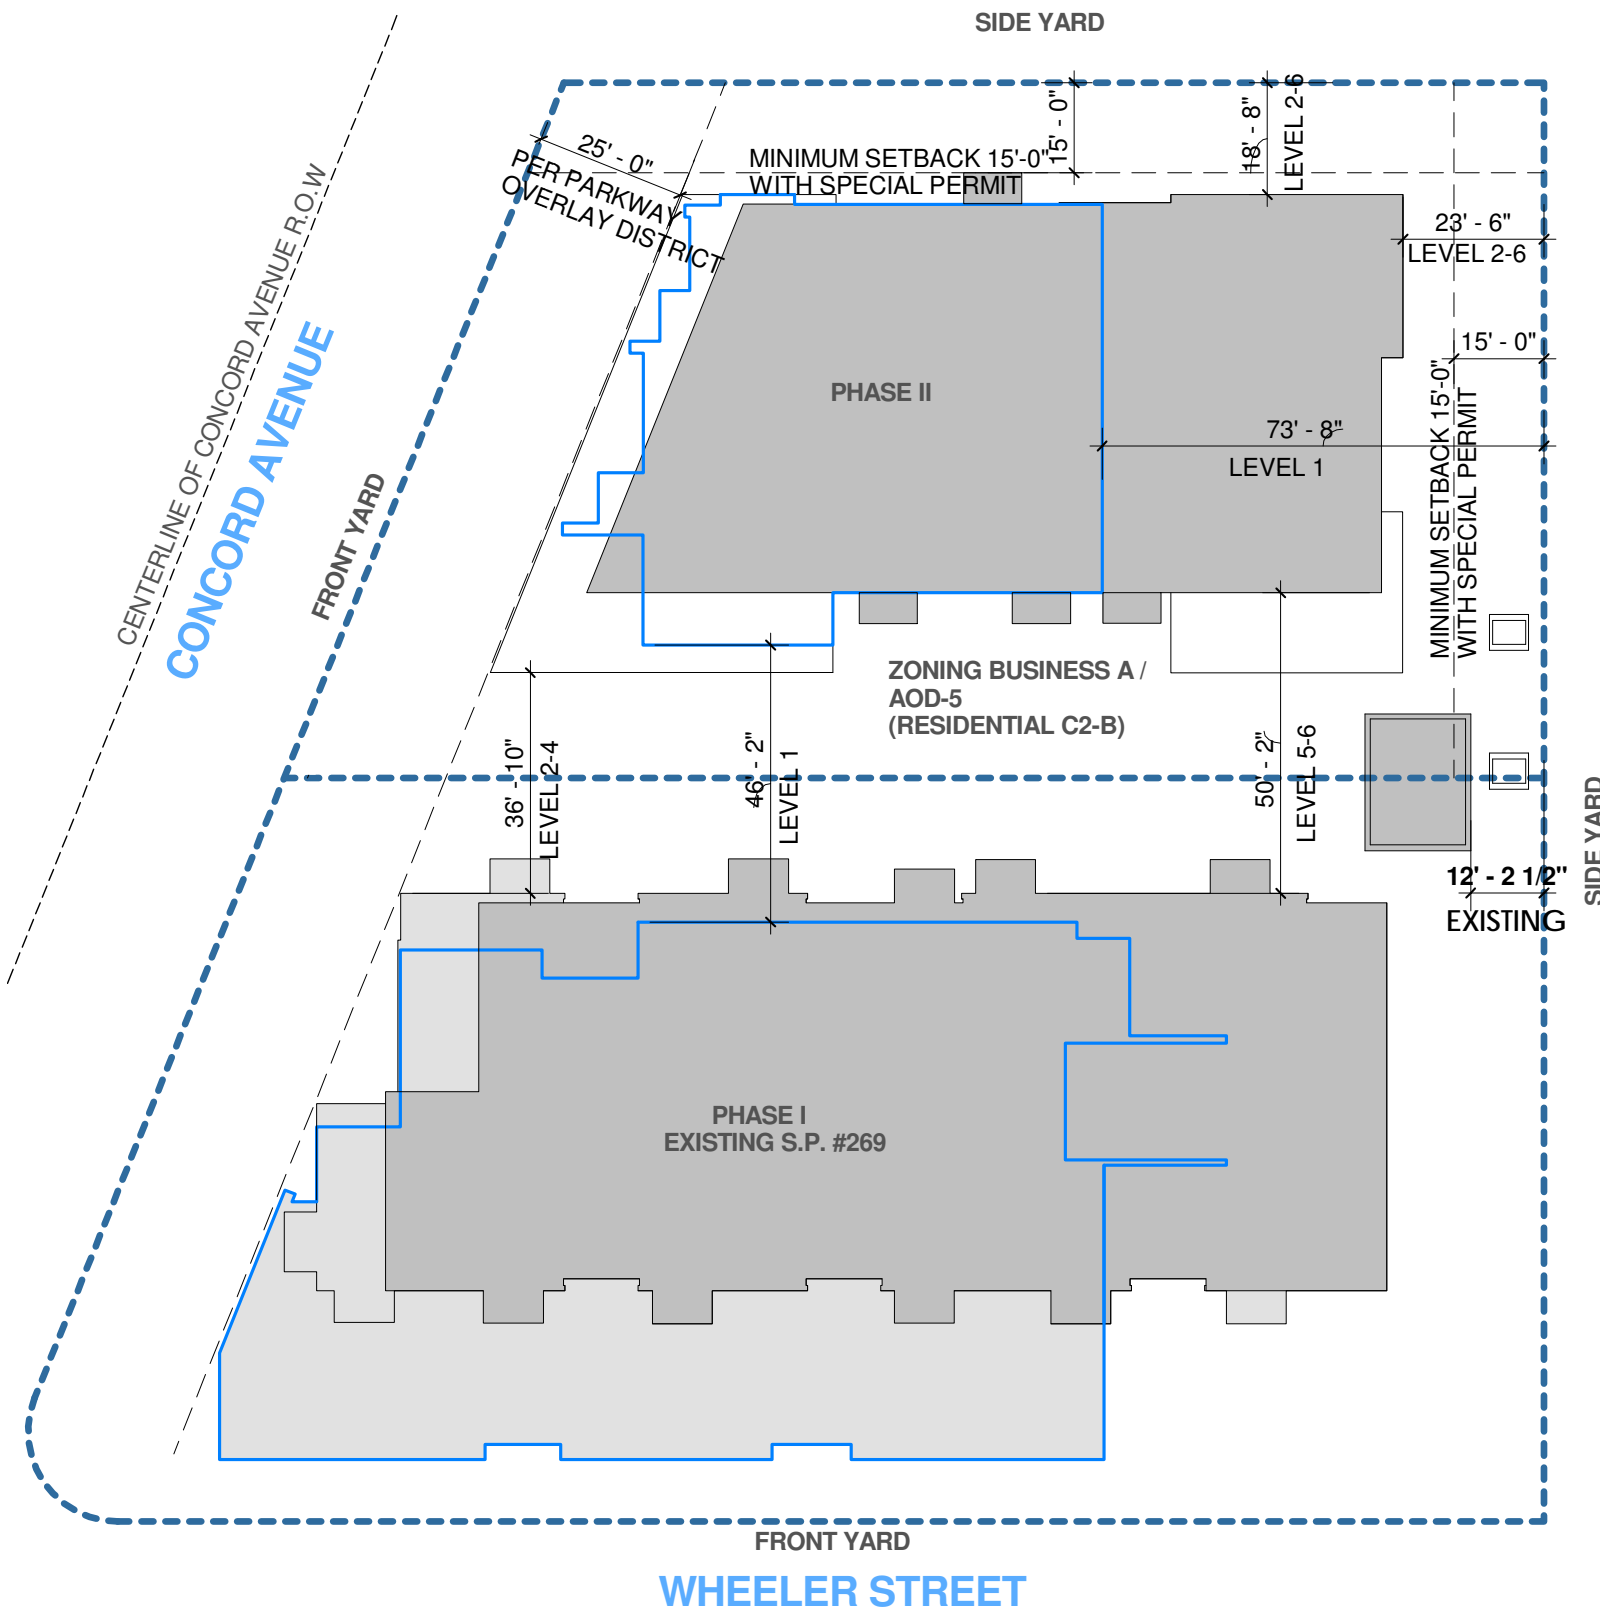 SIDE YARD
25' - 0"
PER PARKWAY
OVERLAY DISTRICT
MINIMUM SETBACK 15'-0"
WITH SPECIAL PERMIT
15' - 0"
18' - 8"
LEVEL 2-6
23' - 6"
LEVEL 2-6
15' - 0"
MINIMUM SETBACK 15'-0"
WITH SPECIAL PERMIT
CENTERLINE OF CONCORD AVENUE R.O.W
CONCORD AVENUE
FRONT YARD
PHASE II
73' - 8"
LEVEL 1
ZONING BUSINESS A /
AOD-5
(RESIDENTIAL C2-B)
36' - 10"
LEVEL 2-4
46' - 2"
LEVEL 1
50' - 2"
LEVEL 5-6
SIDE YARD
12' - 2 1/2"
EXISTING
PHASE I
EXISTING S.P. #269
FRONT YARD
WHEELER STREET